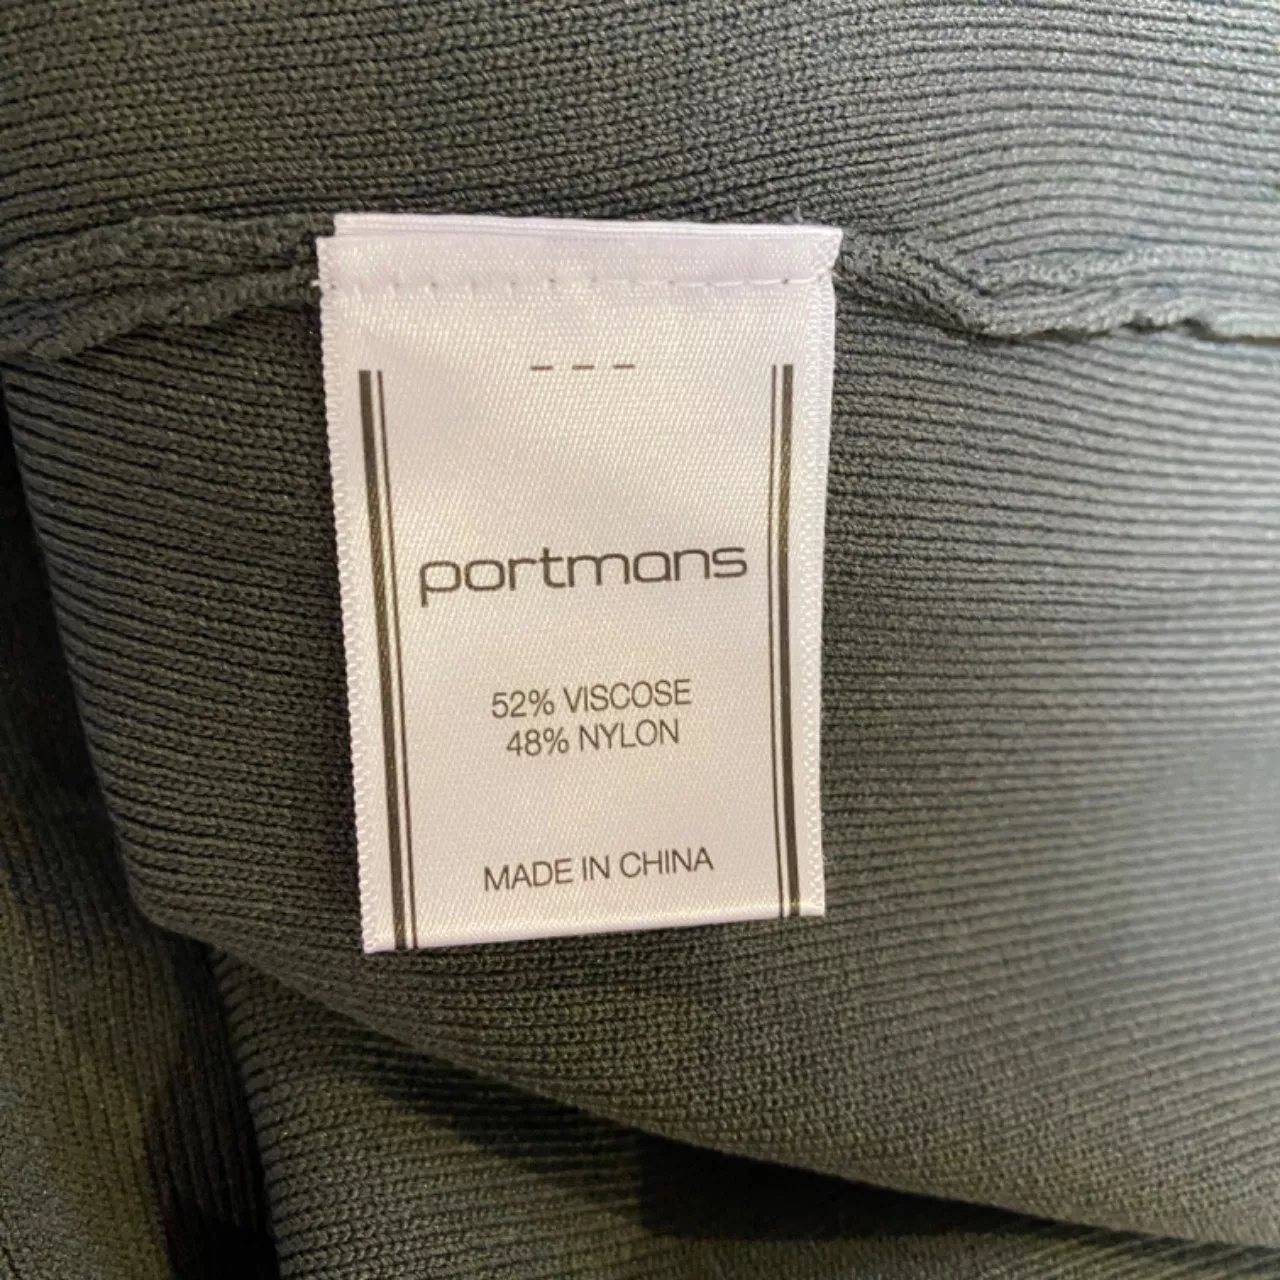 portmans
52% VISCOSE
48% NYLON
MADE IN CHINA